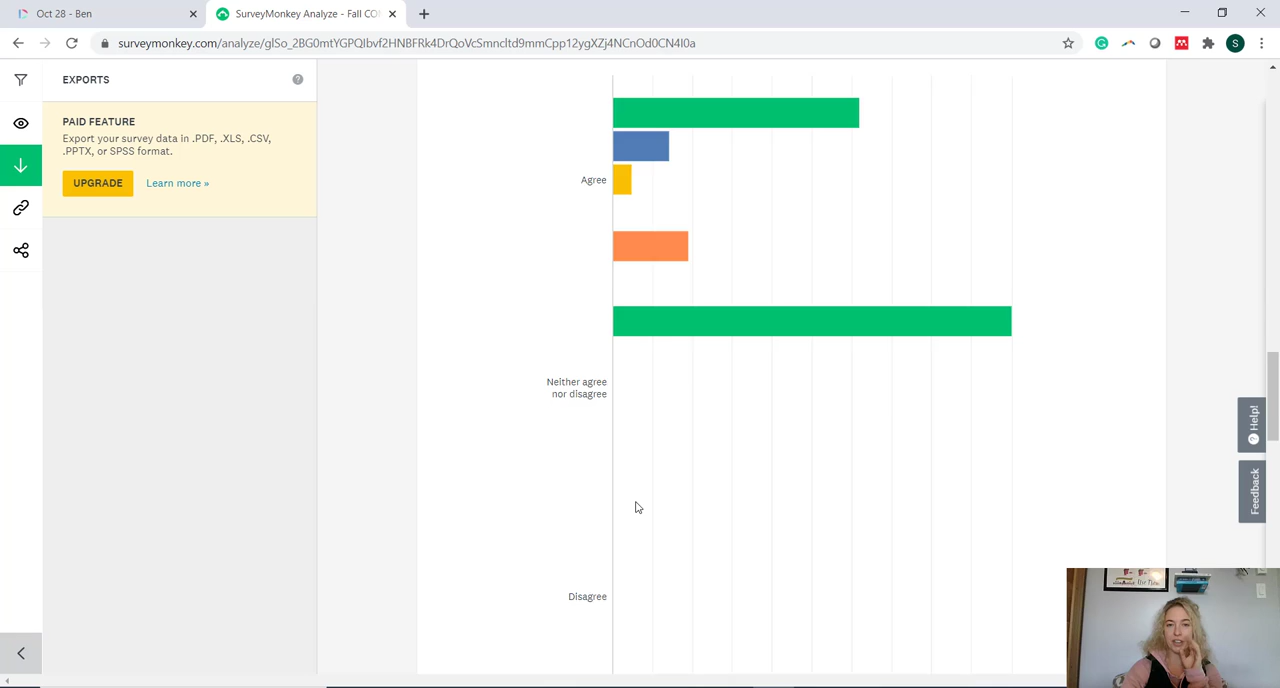 Oct 28 - Ben
SurveyMonkey Analyze - Fall CO
surveymonkey.com/analyze/glSo_2BG0mtYGPQIbvf2HNBFRk4DrQoVcSmncltd9mmCpp12ygXZj4NCnOd0CN4I0a
S
EXPORTS
?
PAID FEATURE
Export your survey data in .PDF, .XLS, .CSV,
.PPTX, or SPSS format.
UPGRADE
Learn more »
Agree
Neither agree
nor disagree
Disagree
? Help!
Feedback